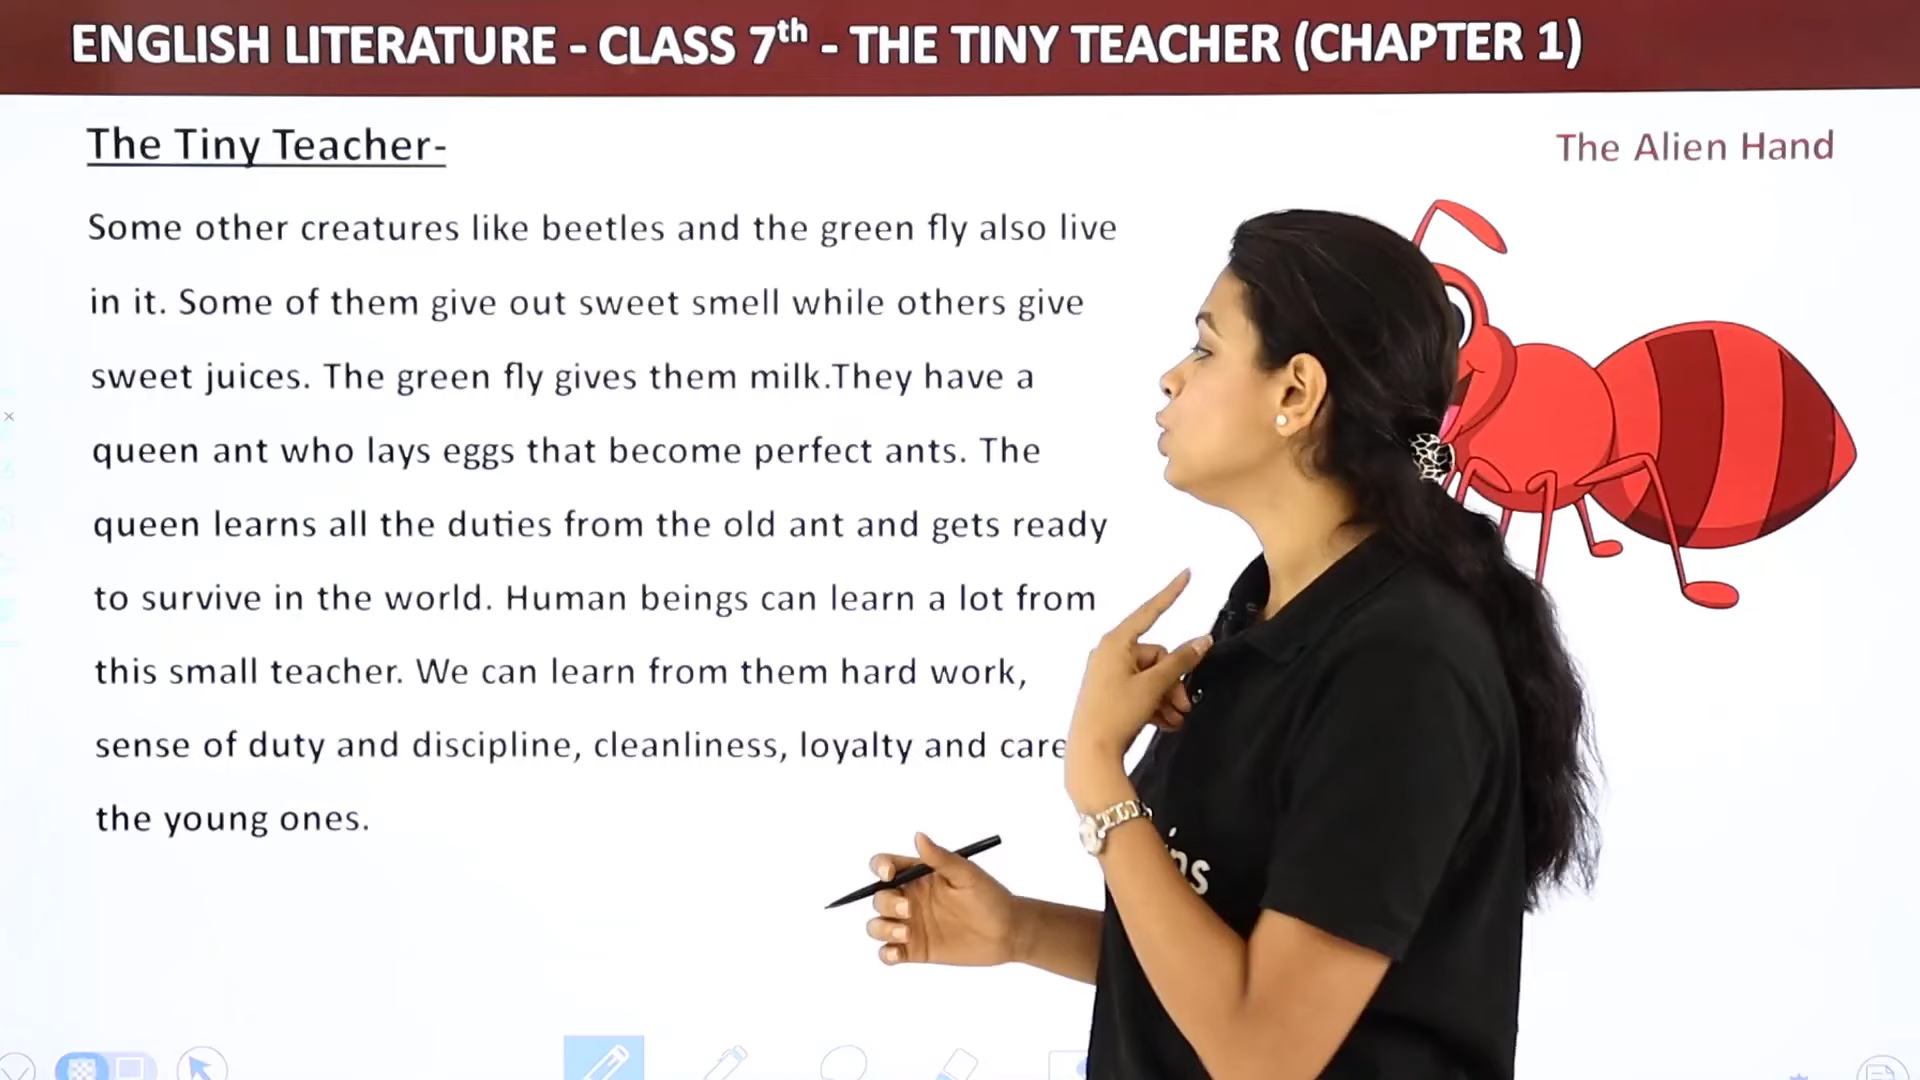 ENGLISH LITERATURE - CLASS 7th - THE TINY TEACHER (CHAPTER 1)
The Tiny Teacher-
The Alien Hand
Some other creatures like beetles and the green fly also live
in it. Some of them give out sweet smell while others give
sweet juices. The green fly gives them milk.They have a
queen ant who lays eggs that become perfect ants. The
queen learns all the duties from the old ant and gets ready
to survive in the world. Human beings can learn a lot from
this small teacher. We can learn from them hard work,
sense of duty and discipline, cleanliness, loyalty and care
the young ones.